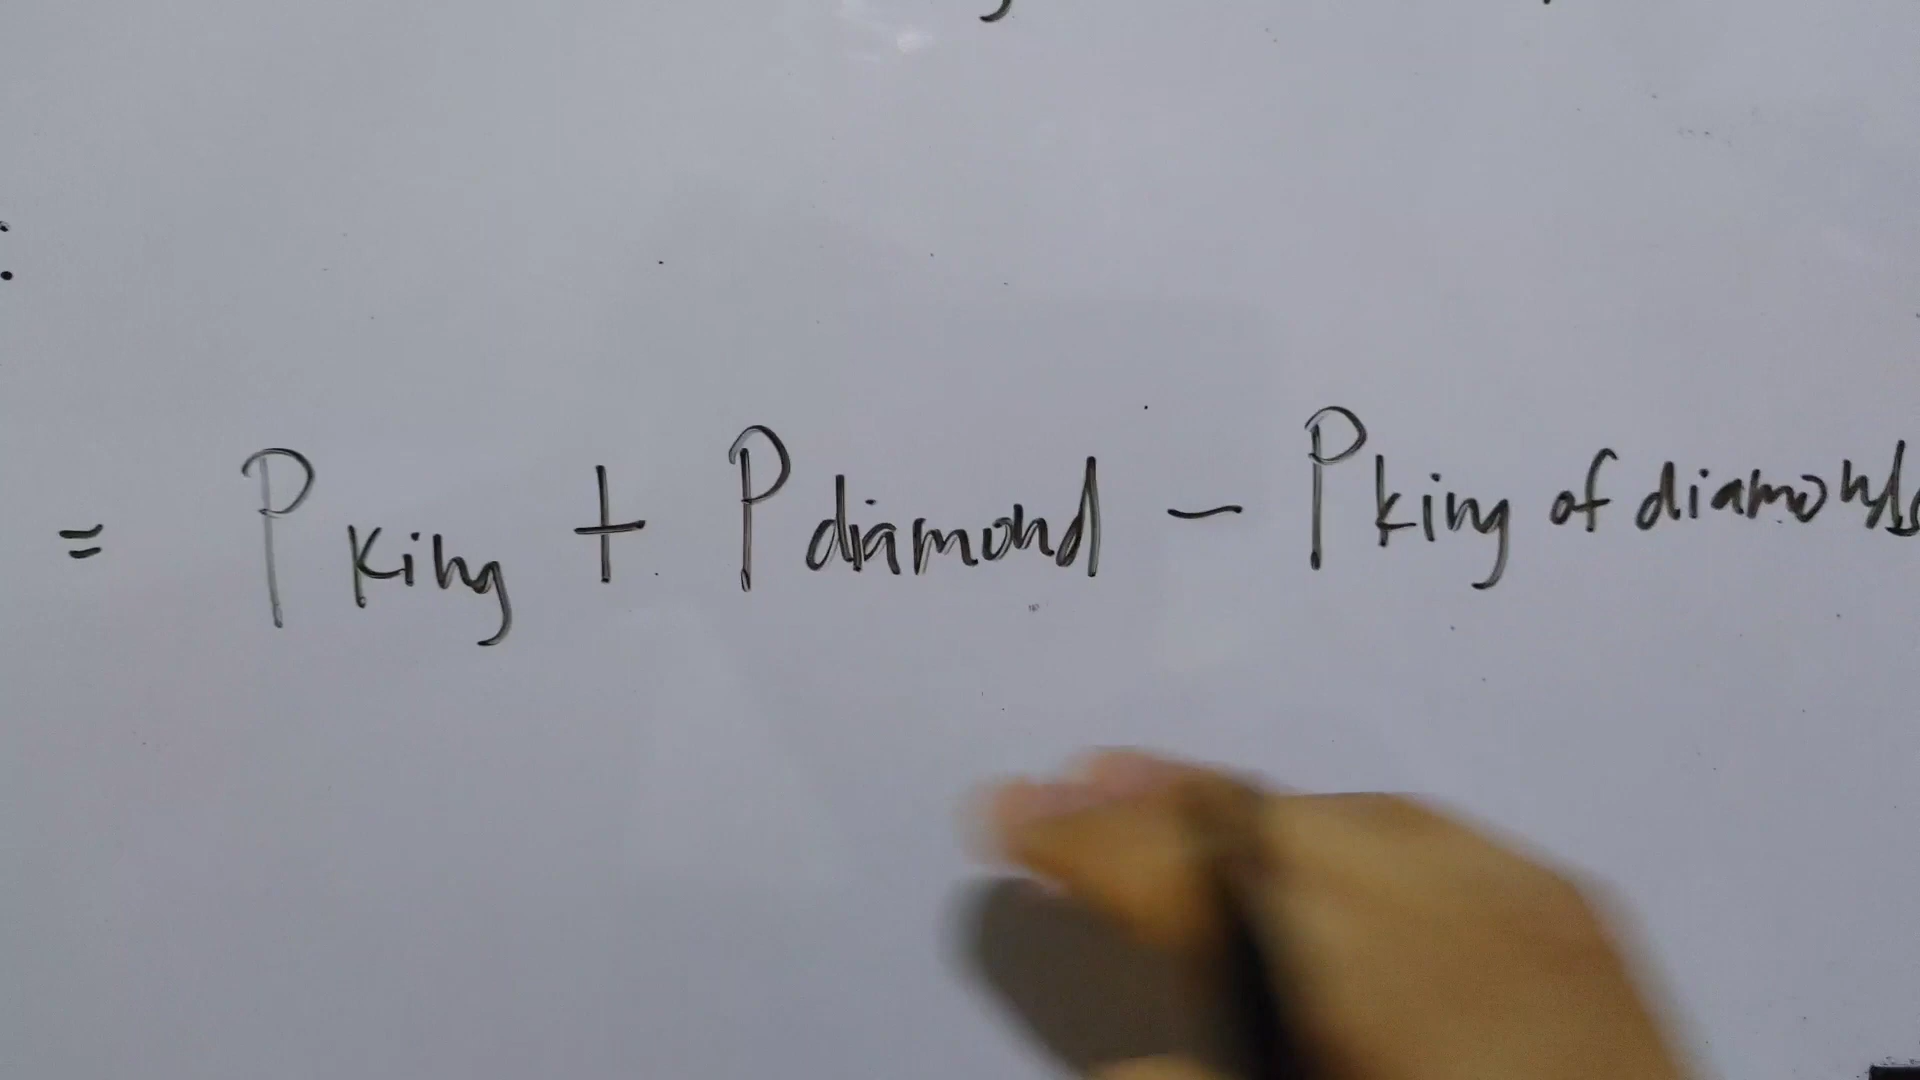 = P King + P diamond - P king of diamonds